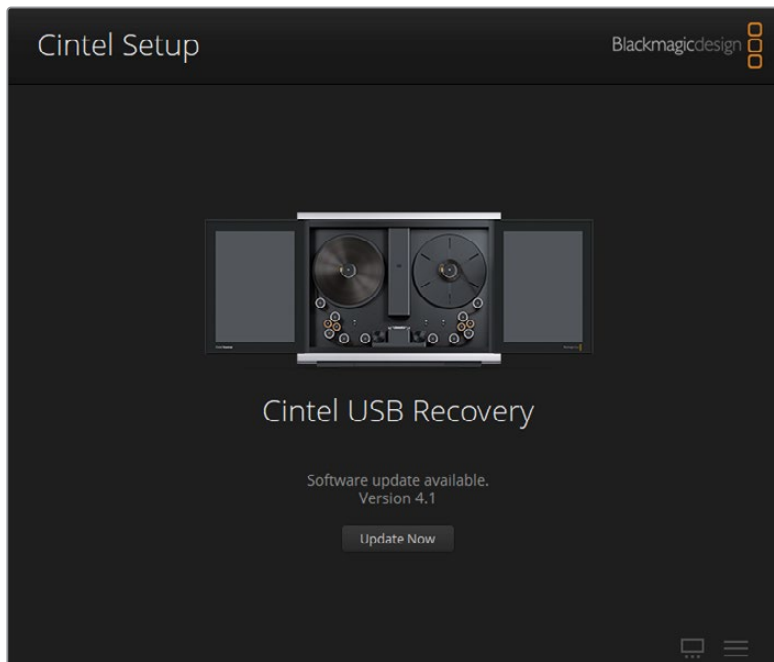 Cintel Setup
Blackmagicdesign
Cintel USB Recovery
Software update available.
Version 4.1
Update Now